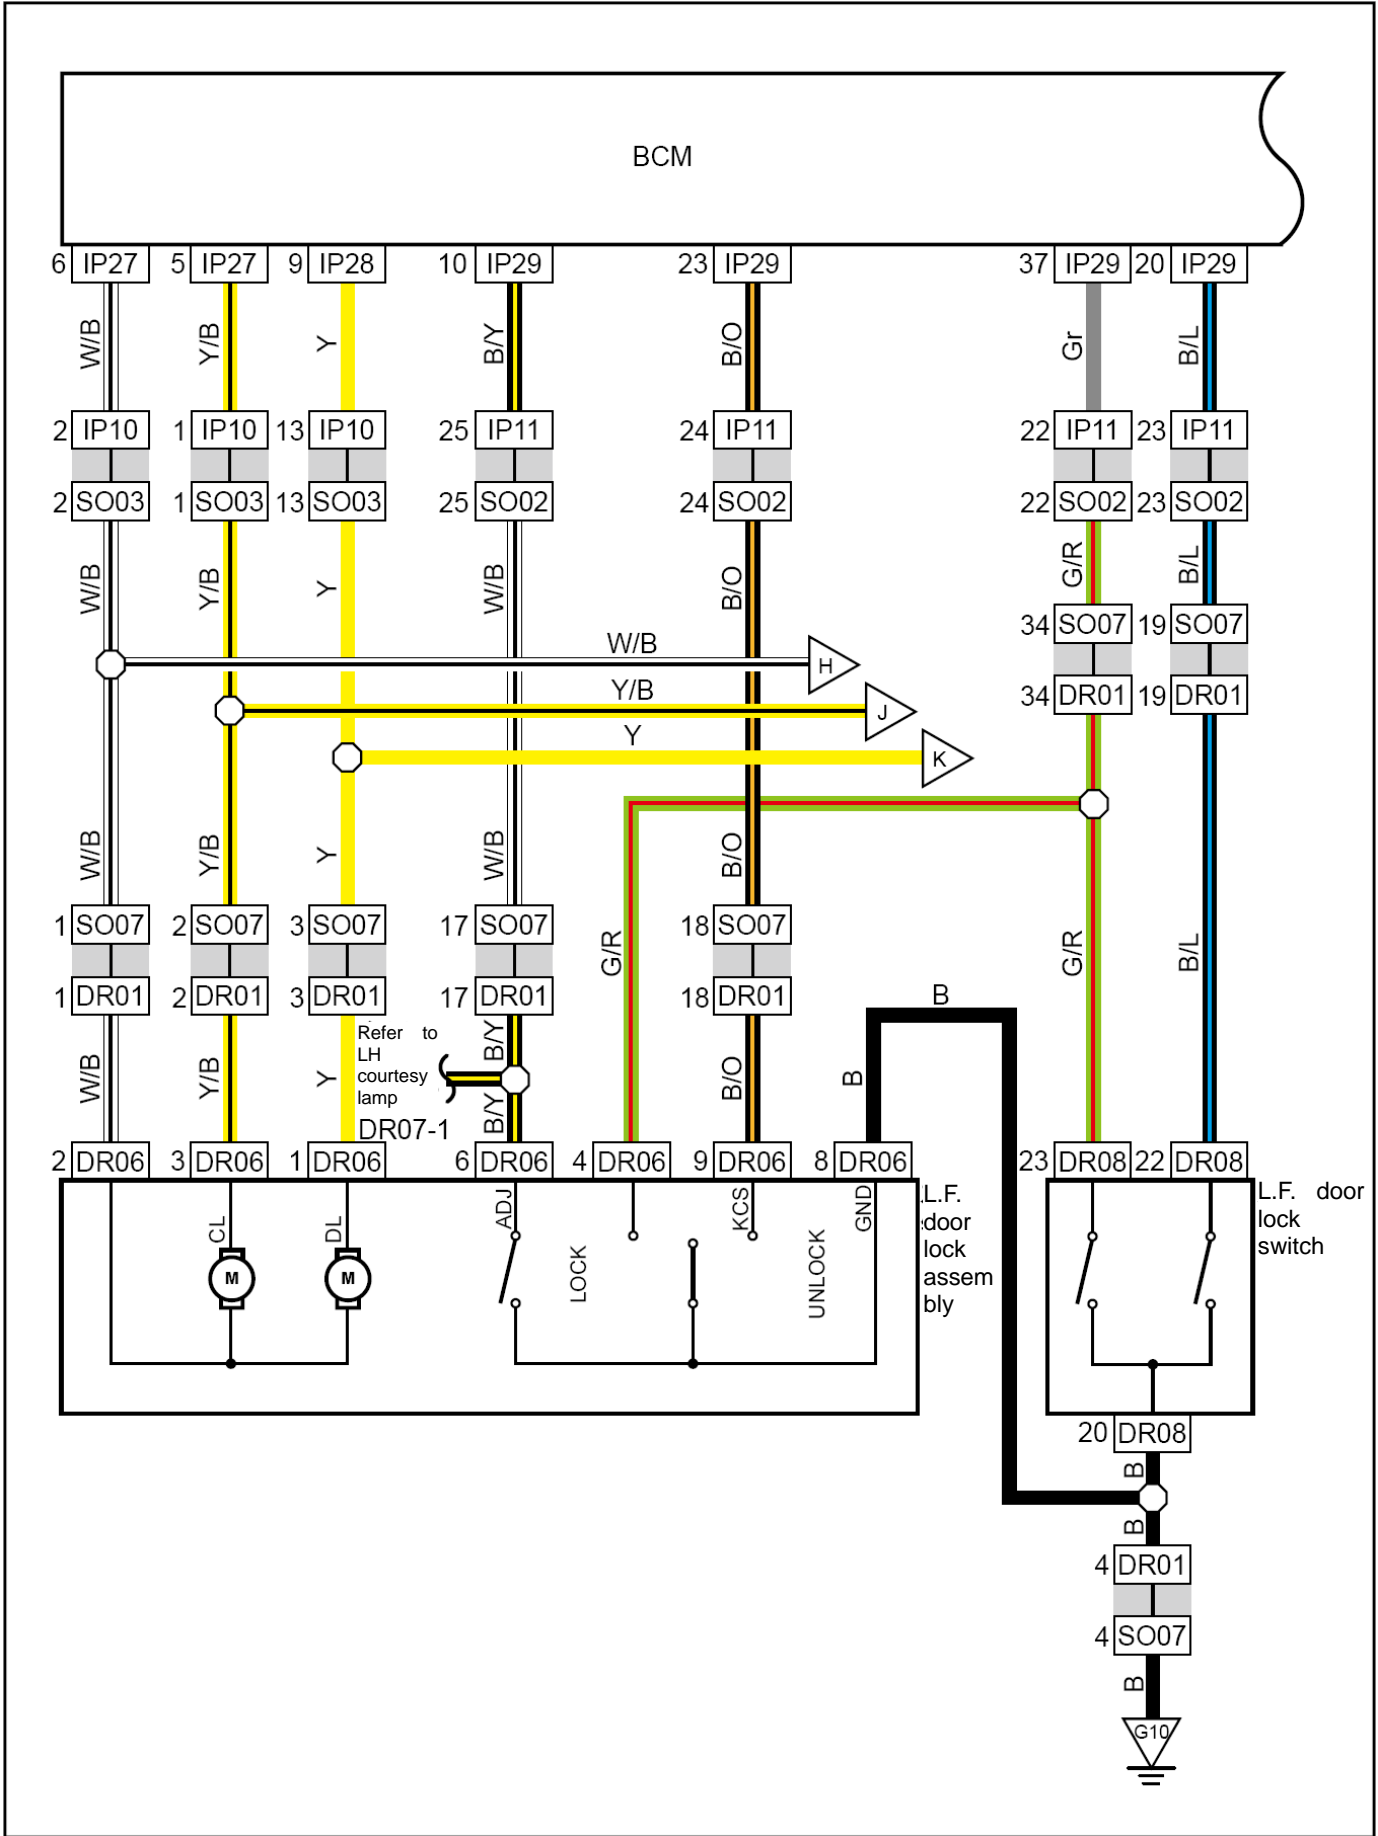 BCM
6 IP27 5 IP27 9 IP28 10 IP29 23 IP29 37 IP29 20 IP29
W/B Y/B Y B/Y B/O Gr B/L
2 IP10 1 IP10 13 IP10 25 IP11 24 IP11 22 IP11 23 IP11
2 SO03 1 SO03 13 SO03 25 SO02 24 SO02 22 SO02 23 SO02
W/B Y/B Y W/B B/O G/R B/L
34 SO07 19 SO07
W/B
H
34 DR01 19 DR01
Y/B
J
Y
K
W/B Y/B Y W/B B/O
1 SO07 2 SO07 3 SO07 17 SO07 18 SO07
G/R G/R B/L
1 DR01 2 DR01 3 DR01 17 DR01 18 DR01
B
Refer to
LH
courtesy
lamp
DR07-1
W/B Y/B Y B/Y B/O B
B/Y
2 DR06 3 DR06 1 DR06 6 DR06 4 DR06 9 DR06 8 DR06 23 DR08 22 DR08
CL DL ADJ KCS GND
L.F.
door
lock
assem
bly
L.F. door
lock
switch
M M LOCK UNLOCK
20 DR08
B
B
4 DR01
4 SO07
B
G10